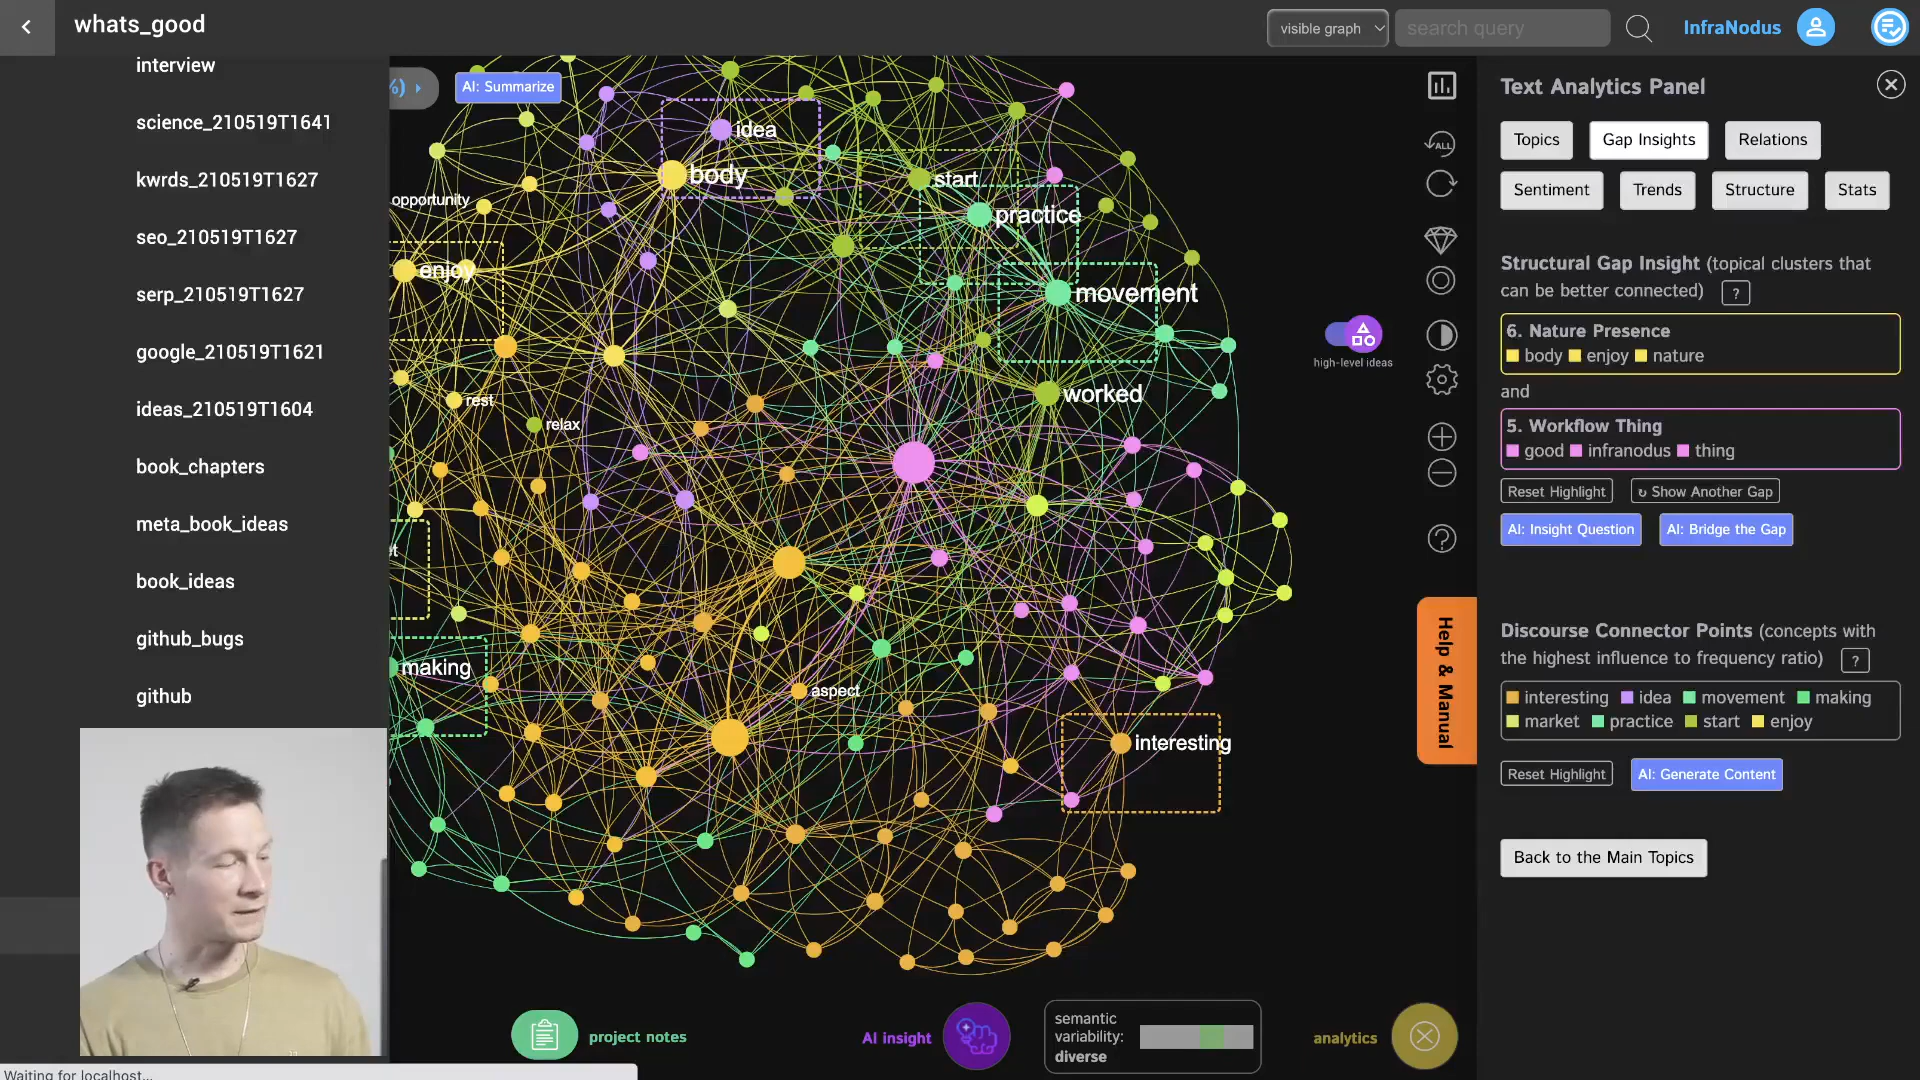 whats_good
visible graph
search query
InfraNodus
interview
science_210519T1641
kwrds_210519T1627
seo_210519T1627
serp_210519T1627
google_210519T1621
ideas_210519T1604
book_chapters
meta_book_ideas
book_ideas
github_bugs
github
%)
AI: Summarize
idea
body
start
opportunity
practice
enjoy
movement
worked
rest
relax
making
aspect
interesting
ALL
high-level ideas
?
Help & Manual
Text Analytics Panel
Topics
Gap Insights
Relations
Sentiment
Trends
Structure
Stats
Structural Gap Insight (topical clusters that
can be better connected) ?
6. Nature Presence
body enjoy nature
and
5. Workflow Thing
good infranodus thing
Reset Highlight
↻ Show Another Gap
AI: Insight Question
AI: Bridge the Gap
Discourse Connector Points (concepts with
the highest influence to frequency ratio) ?
interesting idea movement making
market practice start enjoy
Reset Highlight
AI: Generate Content
Back to the Main Topics
project notes
AI insight
semantic
variability:
diverse
analytics
Waiting for localhost...